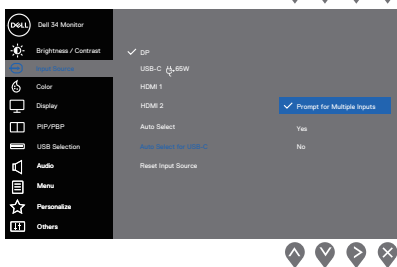 DELL
Dell 34 Monitor
Brightness / Contrast
Input Source
Color
Display
PIP/PBP
USB Selection
Audio
Menu
Personalize
Others
DP
USB-C 65W
HDMI 1
HDMI 2
Auto Select
Auto Select for USB-C
Reset Input Source
Prompt for Multiple Inputs
Yes
No